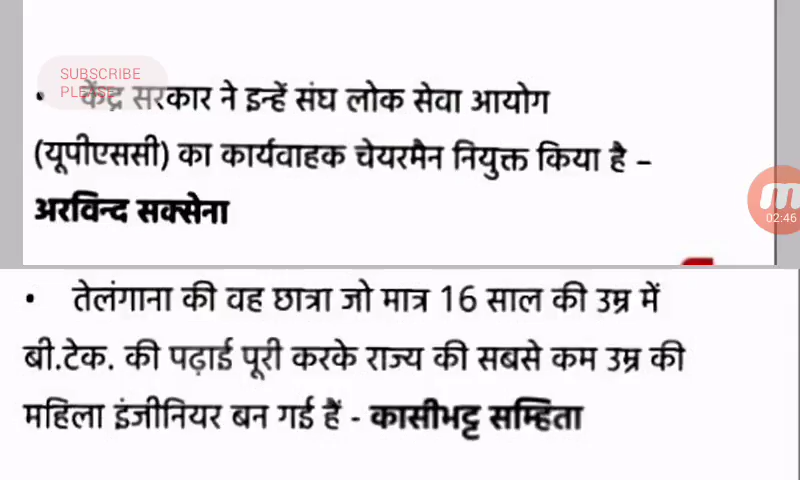 SUBSCRIBE
PLEASE
• केंद्र सरकार ने इन्हें संघ लोक सेवा आयोग
(यूपीएससी) का कार्यवाहक चेयरमैन नियुक्त किया है –
अरविन्द सक्सेना
02:46
• तेलंगाना की वह छात्रा जो मात्र 16 साल की उम्र में
बी.टेक. की पढ़ाई पूरी करके राज्य की सबसे कम उम्र की
महिला इंजीनियर बन गई हैं - कासीभट्ट सम्हिता